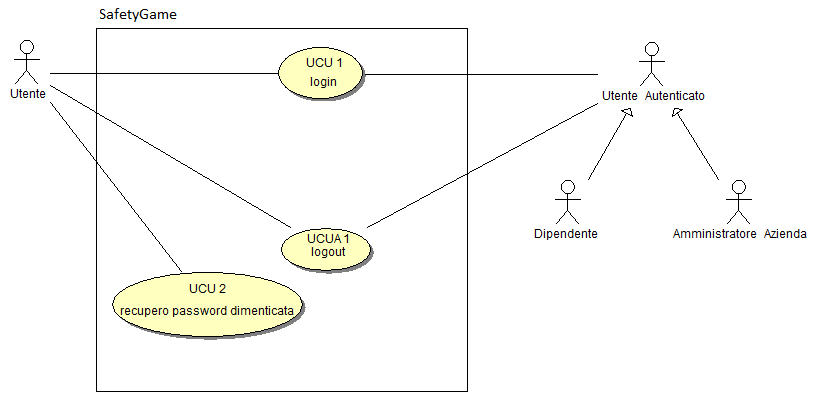 SafetyGame
Utente
UCU 1
login
Utente Autenticato
Dipendente
Amministratore Azienda
UCUA 1
logout
UCU 2
recupero password dimenticata